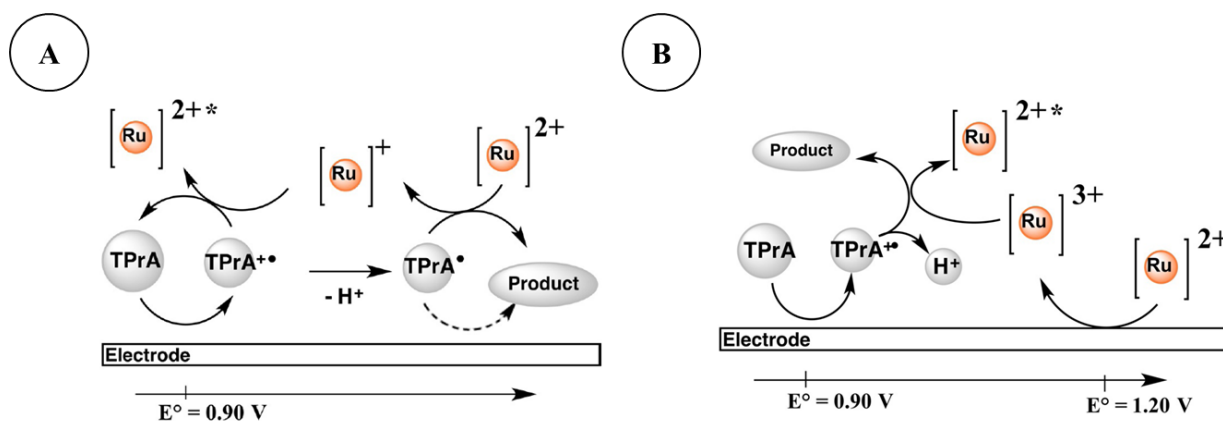 A
[Ru]2+*
[Ru]+
[Ru]2+
TPrA
TPrA+•
- H+
TPrA•
Product
Electrode
E° = 0.90 V
B
Product
[Ru]2+*
[Ru]3+
[Ru]2+
TPrA
TPrA+•
H+
Electrode
E° = 0.90 V
E° = 1.20 V